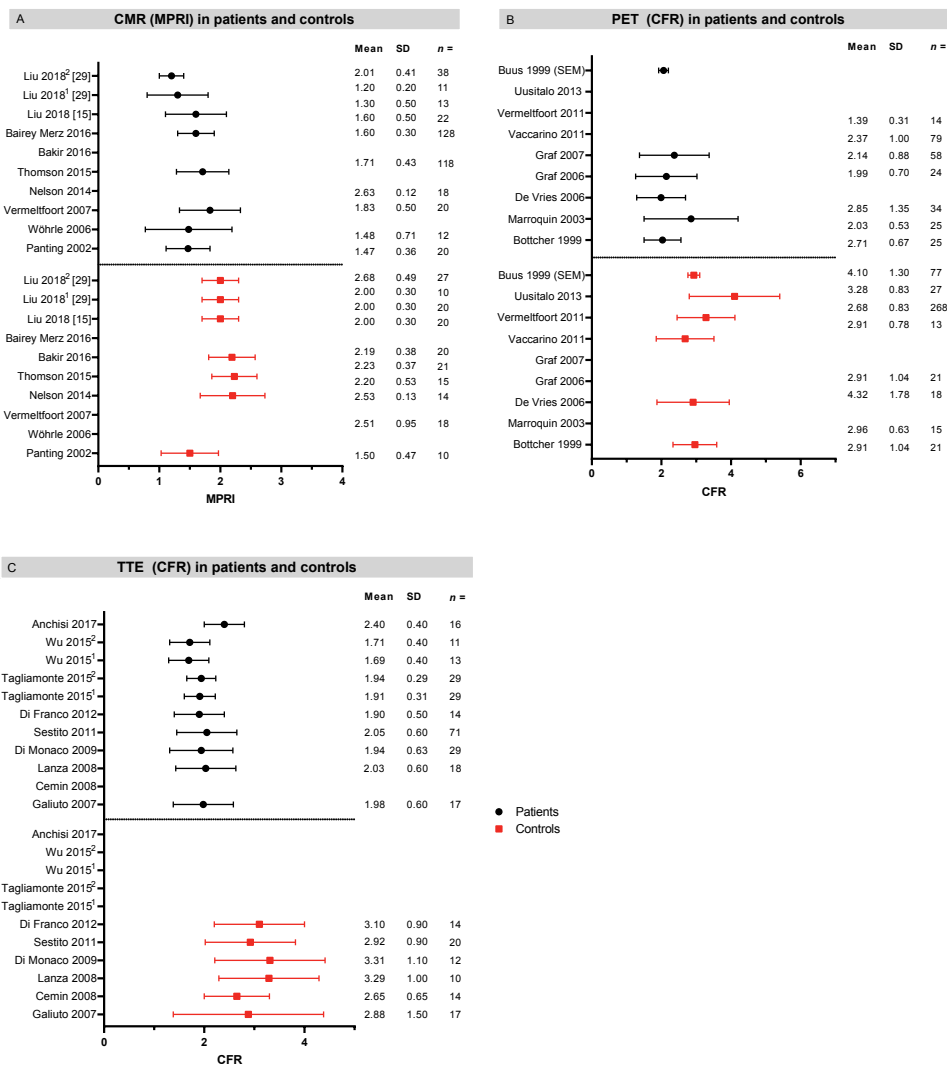 A CMR (MPRI) in patients and controls
Mean SD n =
Liu 2018² [29] 2.01 0.41 38
Liu 2018¹ [29] 1.20 0.20 11
1.30 0.50 13
Liu 2018 [15] 1.60 0.50 22
Bairey Merz 2016 1.60 0.30 128
Bakir 2016
Thomson 2015 1.71 0.43 118
Nelson 2014 2.63 0.12 18
Vermeltfoort 2007 1.83 0.50 20
Wöhrle 2006 1.48 0.71 12
Panting 2002 1.47 0.36 20
Liu 2018² [29] 2.68 0.49 27
Liu 2018¹ [29] 2.00 0.30 10
2.00 0.30 20
Liu 2018 [15] 2.00 0.30 20
Bairey Merz 2016
Bakir 2016 2.19 0.38 20
2.23 0.37 21
Thomson 2015 2.20 0.53 15
Nelson 2014 2.53 0.13 14
Vermeltfoort 2007
Wöhrle 2006 2.51 0.95 18
Panting 2002 1.50 0.47 10
0 1 2 3 4
MPRI
B PET (CFR) in patients and controls
Mean SD n =
Buus 1999 (SEM)
Uusitalo 2013
Vermeltfoort 2011 1.39 0.31 14
Vaccarino 2011 2.37 1.00 79
Graf 2007 2.14 0.88 58
Graf 2006 1.99 0.70 24
De Vries 2006
Marroquin 2003 2.85 1.35 34
2.03 0.53 25
Bottcher 1999 2.71 0.67 25
Buus 1999 (SEM) 4.10 1.30 77
Uusitalo 2013 3.28 0.83 27
Vermeltfoort 2011 2.68 0.83 268
2.91 0.78 13
Vaccarino 2011
Graf 2007
Graf 2006 2.91 1.04 21
De Vries 2006 4.32 1.78 18
Marroquin 2003 2.96 0.63 15
Bottcher 1999 2.91 1.04 21
0 2 4 6
CFR
C TTE (CFR) in patients and controls
Mean SD n =
Anchisi 2017 2.40 0.40 16
Wu 2015² 1.71 0.40 11
Wu 2015¹ 1.69 0.40 13
Tagliamonte 2015² 1.94 0.29 29
Tagliamonte 2015¹ 1.91 0.31 29
Di Franco 2012 1.90 0.50 14
Sestito 2011 2.05 0.60 71
Di Monaco 2009 1.94 0.63 29
Lanza 2008 2.03 0.60 18
Cemin 2008
Galiuto 2007 1.98 0.60 17
Anchisi 2017
Wu 2015²
Wu 2015¹
Tagliamonte 2015²
Tagliamonte 2015¹
Di Franco 2012 3.10 0.90 14
Sestito 2011 2.92 0.90 20
Di Monaco 2009 3.31 1.10 12
Lanza 2008 3.29 1.00 10
Cemin 2008 2.65 0.65 14
Galiuto 2007 2.88 1.50 17
0 2 4
CFR
Patients
Controls